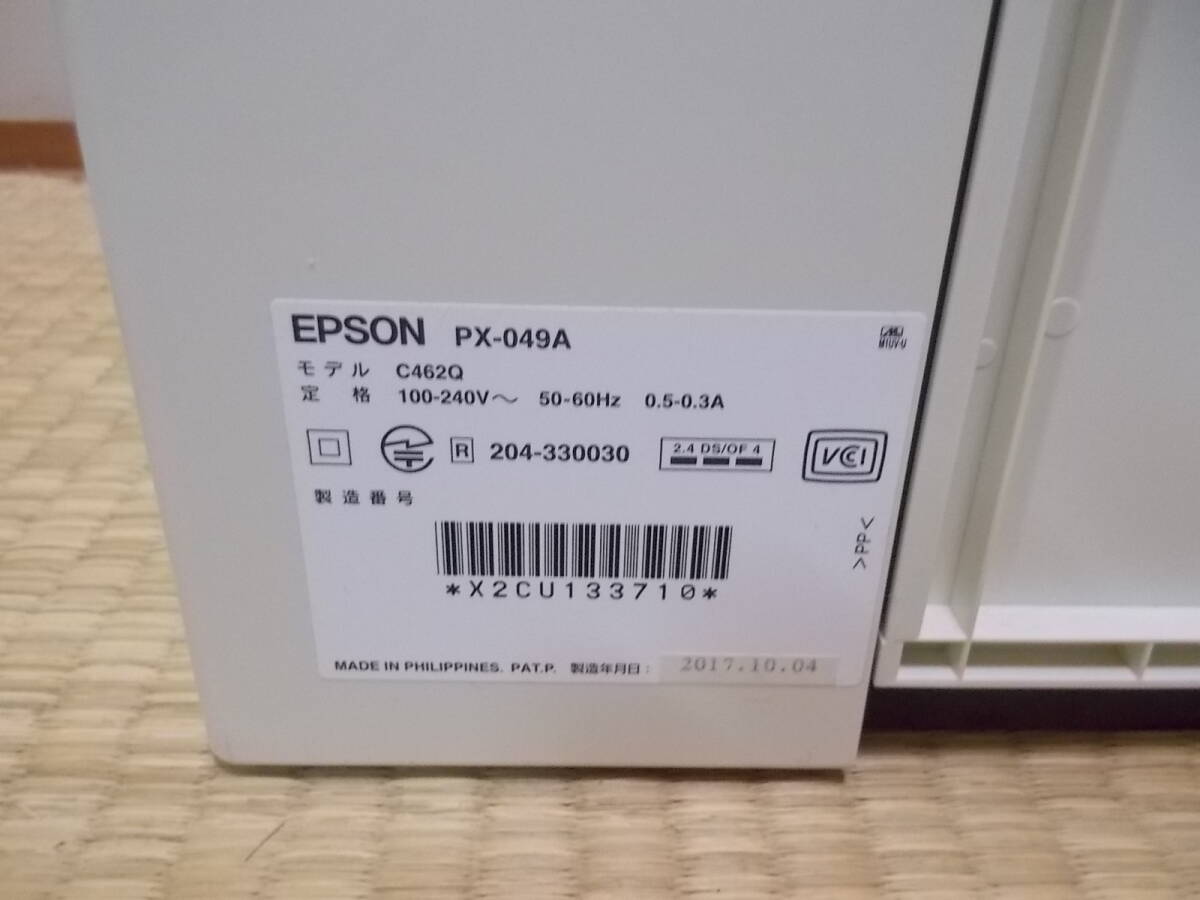 EPSON PX-049A
MIUV-U
モデル C462Q
定格 100-240V～ 50-60Hz 0.5-0.3A
R 204-330030 2.4 DS/OF 4 VCCI
製造番号
*X2CU133710*
>PP<
MADE IN PHILIPPINES. PAT.P. 製造年月日: 2017.10.04